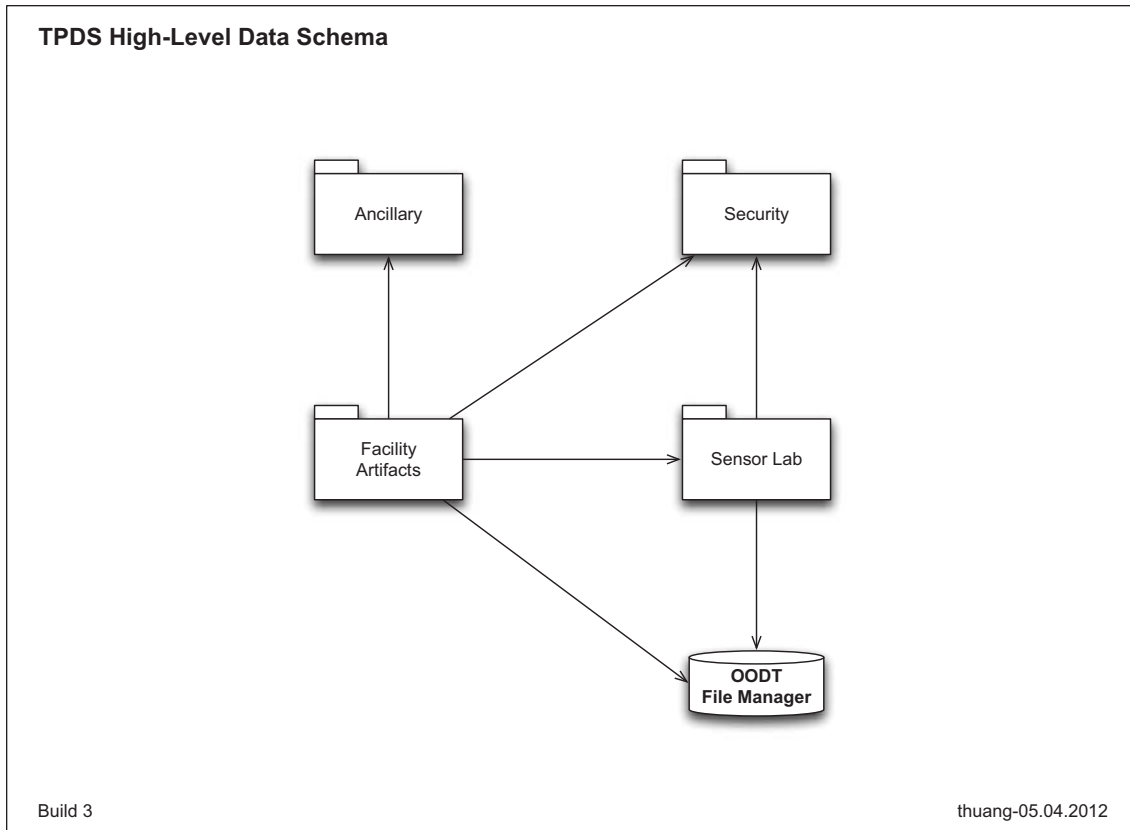 TPDS High-Level Data Schema
Ancillary
Security
Facility
Artifacts
Sensor Lab
OODT
File Manager
Build 3
thuang-05.04.2012